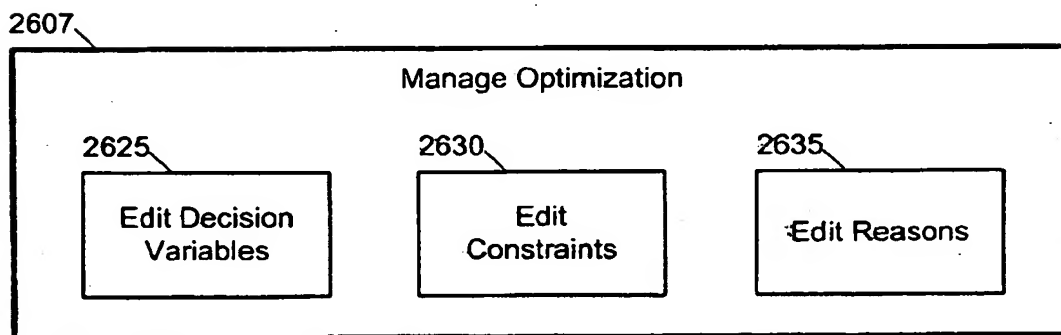 2607
Manage Optimization
2625
2630
2635
Edit Decision
Variables
Edit
Constraints
Edit Reasons